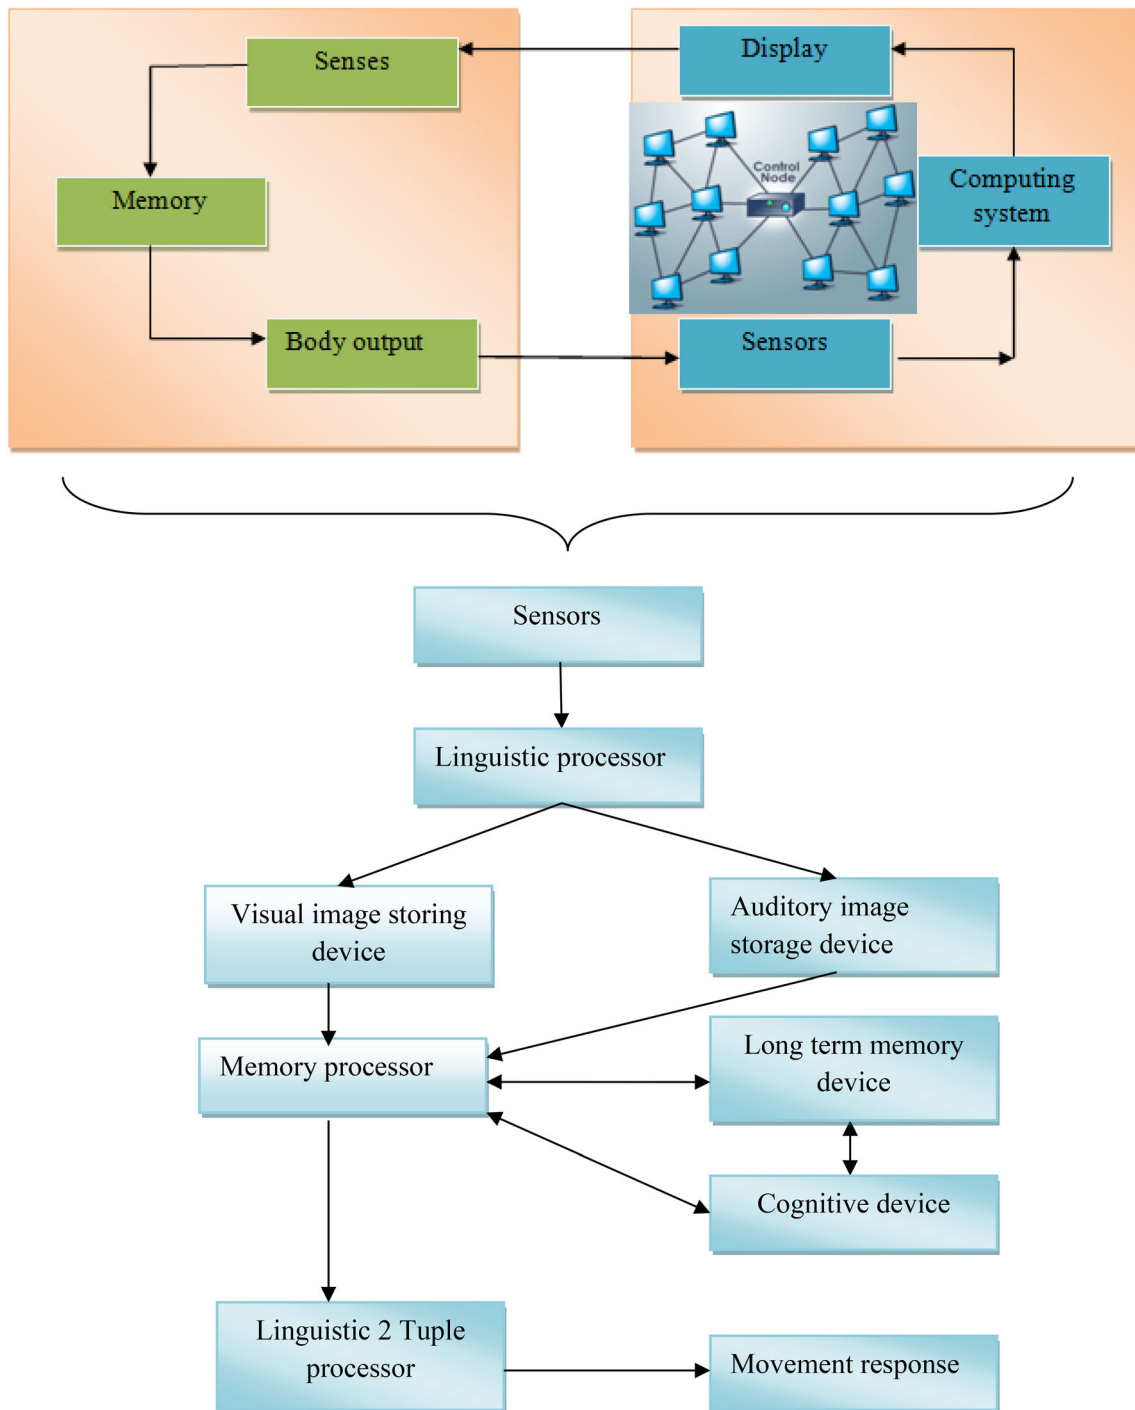 Senses
Display
Memory
Control
Node
Computing
system
Body output
Sensors
Sensors
Linguistic processor
Visual image storing
device
Auditory image
storage device
Memory processor
Long term memory
device
Cognitive device
Linguistic 2 Tuple
processor
Movement response